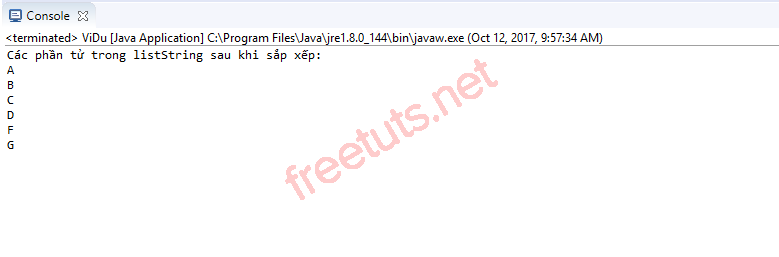 Console
<terminated> ViDu [Java Application] C:\Program Files\Java\jre1.8.0_144\bin\javaw.exe (Oct 12, 2017, 9:57:34 AM)
Các phần tử trong listString sau khi sắp xếp:
A
B
C
D
F
G
freetuts.net